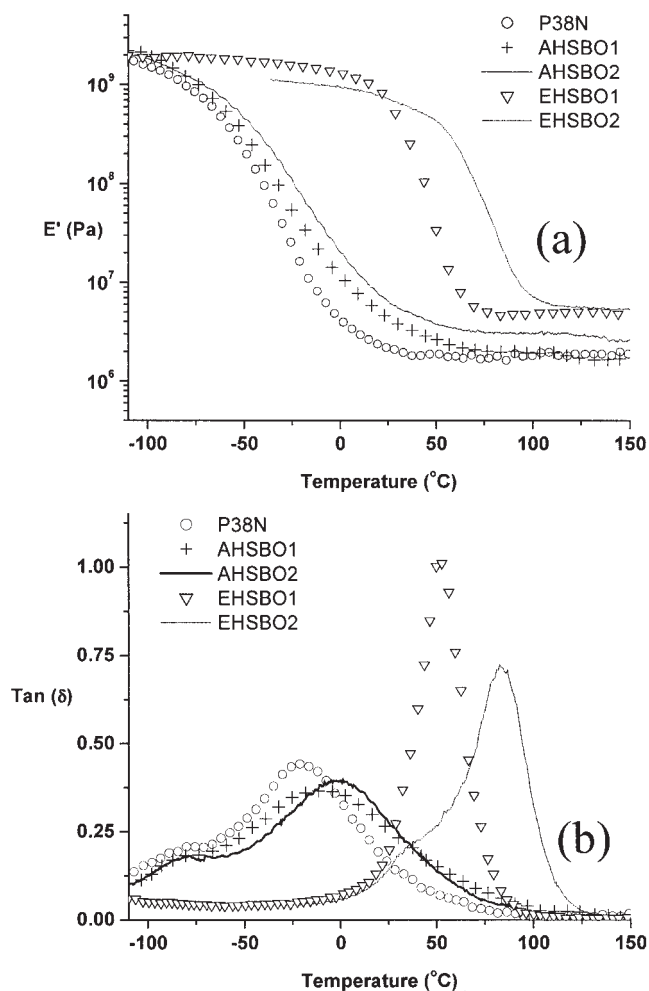 P38N
AHSBO1
AHSBO2
EHSBO1
EHSBO2
10⁹
10⁸
E' (Pa)
(a)
10⁷
10⁶
-100 -50 0 50 100 150
Temperature (°C)
P38N
AHSBO1
AHSBO2
EHSBO1
EHSBO2
1.00
0.75
Tan (δ)
0.50
0.25
(b)
0.00
-100 -50 0 50 100 150
Temperature (°C)